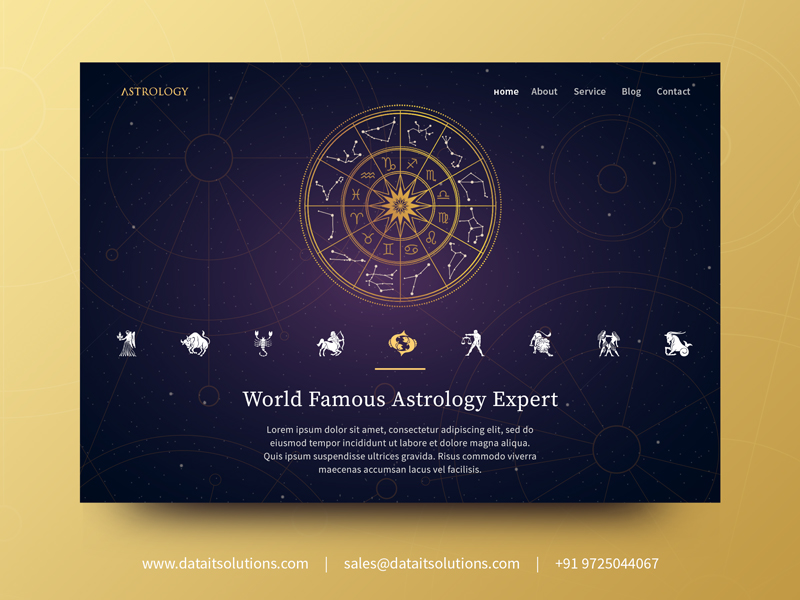 ASTROLOGY
Home About Service Blog Contact
World Famous Astrology Expert
Lorem ipsum dolor sit amet, consectetur adipiscing elit, sed do
eiusmod tempor incididunt ut labore et dolore magna aliqua.
Quis ipsum suspendisse ultrices gravida. Risus commodo viverra
maecenas accumsan lacus vel facilisis.
www.dataitsolutions.com | sales@dataitsolutions.com | +91 9725044067